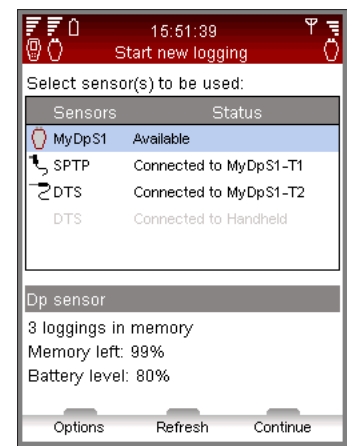 15:51:39
Start new logging
Select sensor(s) to be used:
Sensors Status
MyDpS1 Available
SPTP Connected to MyDpS1-T1
DTS Connected to MyDpS1-T2
DTS Connected to Handheld
Dp sensor
3 loggings in memory
Memory left: 99%
Battery level: 80%
Options Refresh Continue